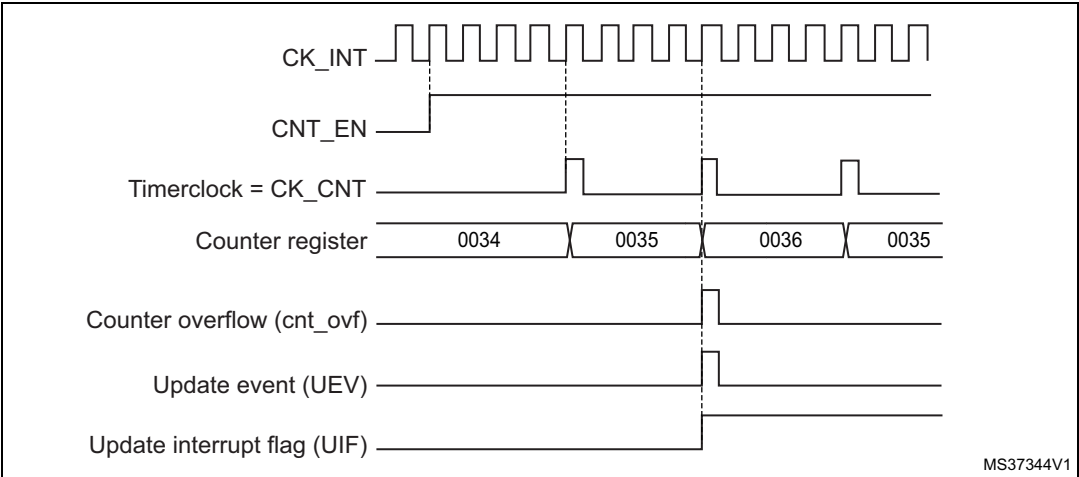 CK_INT
CNT_EN
Timerclock = CK_CNT
Counter register 0034 0035 0036 0035
Counter overflow (cnt_ovf)
Update event (UEV)
Update interrupt flag (UIF)
MS37344V1